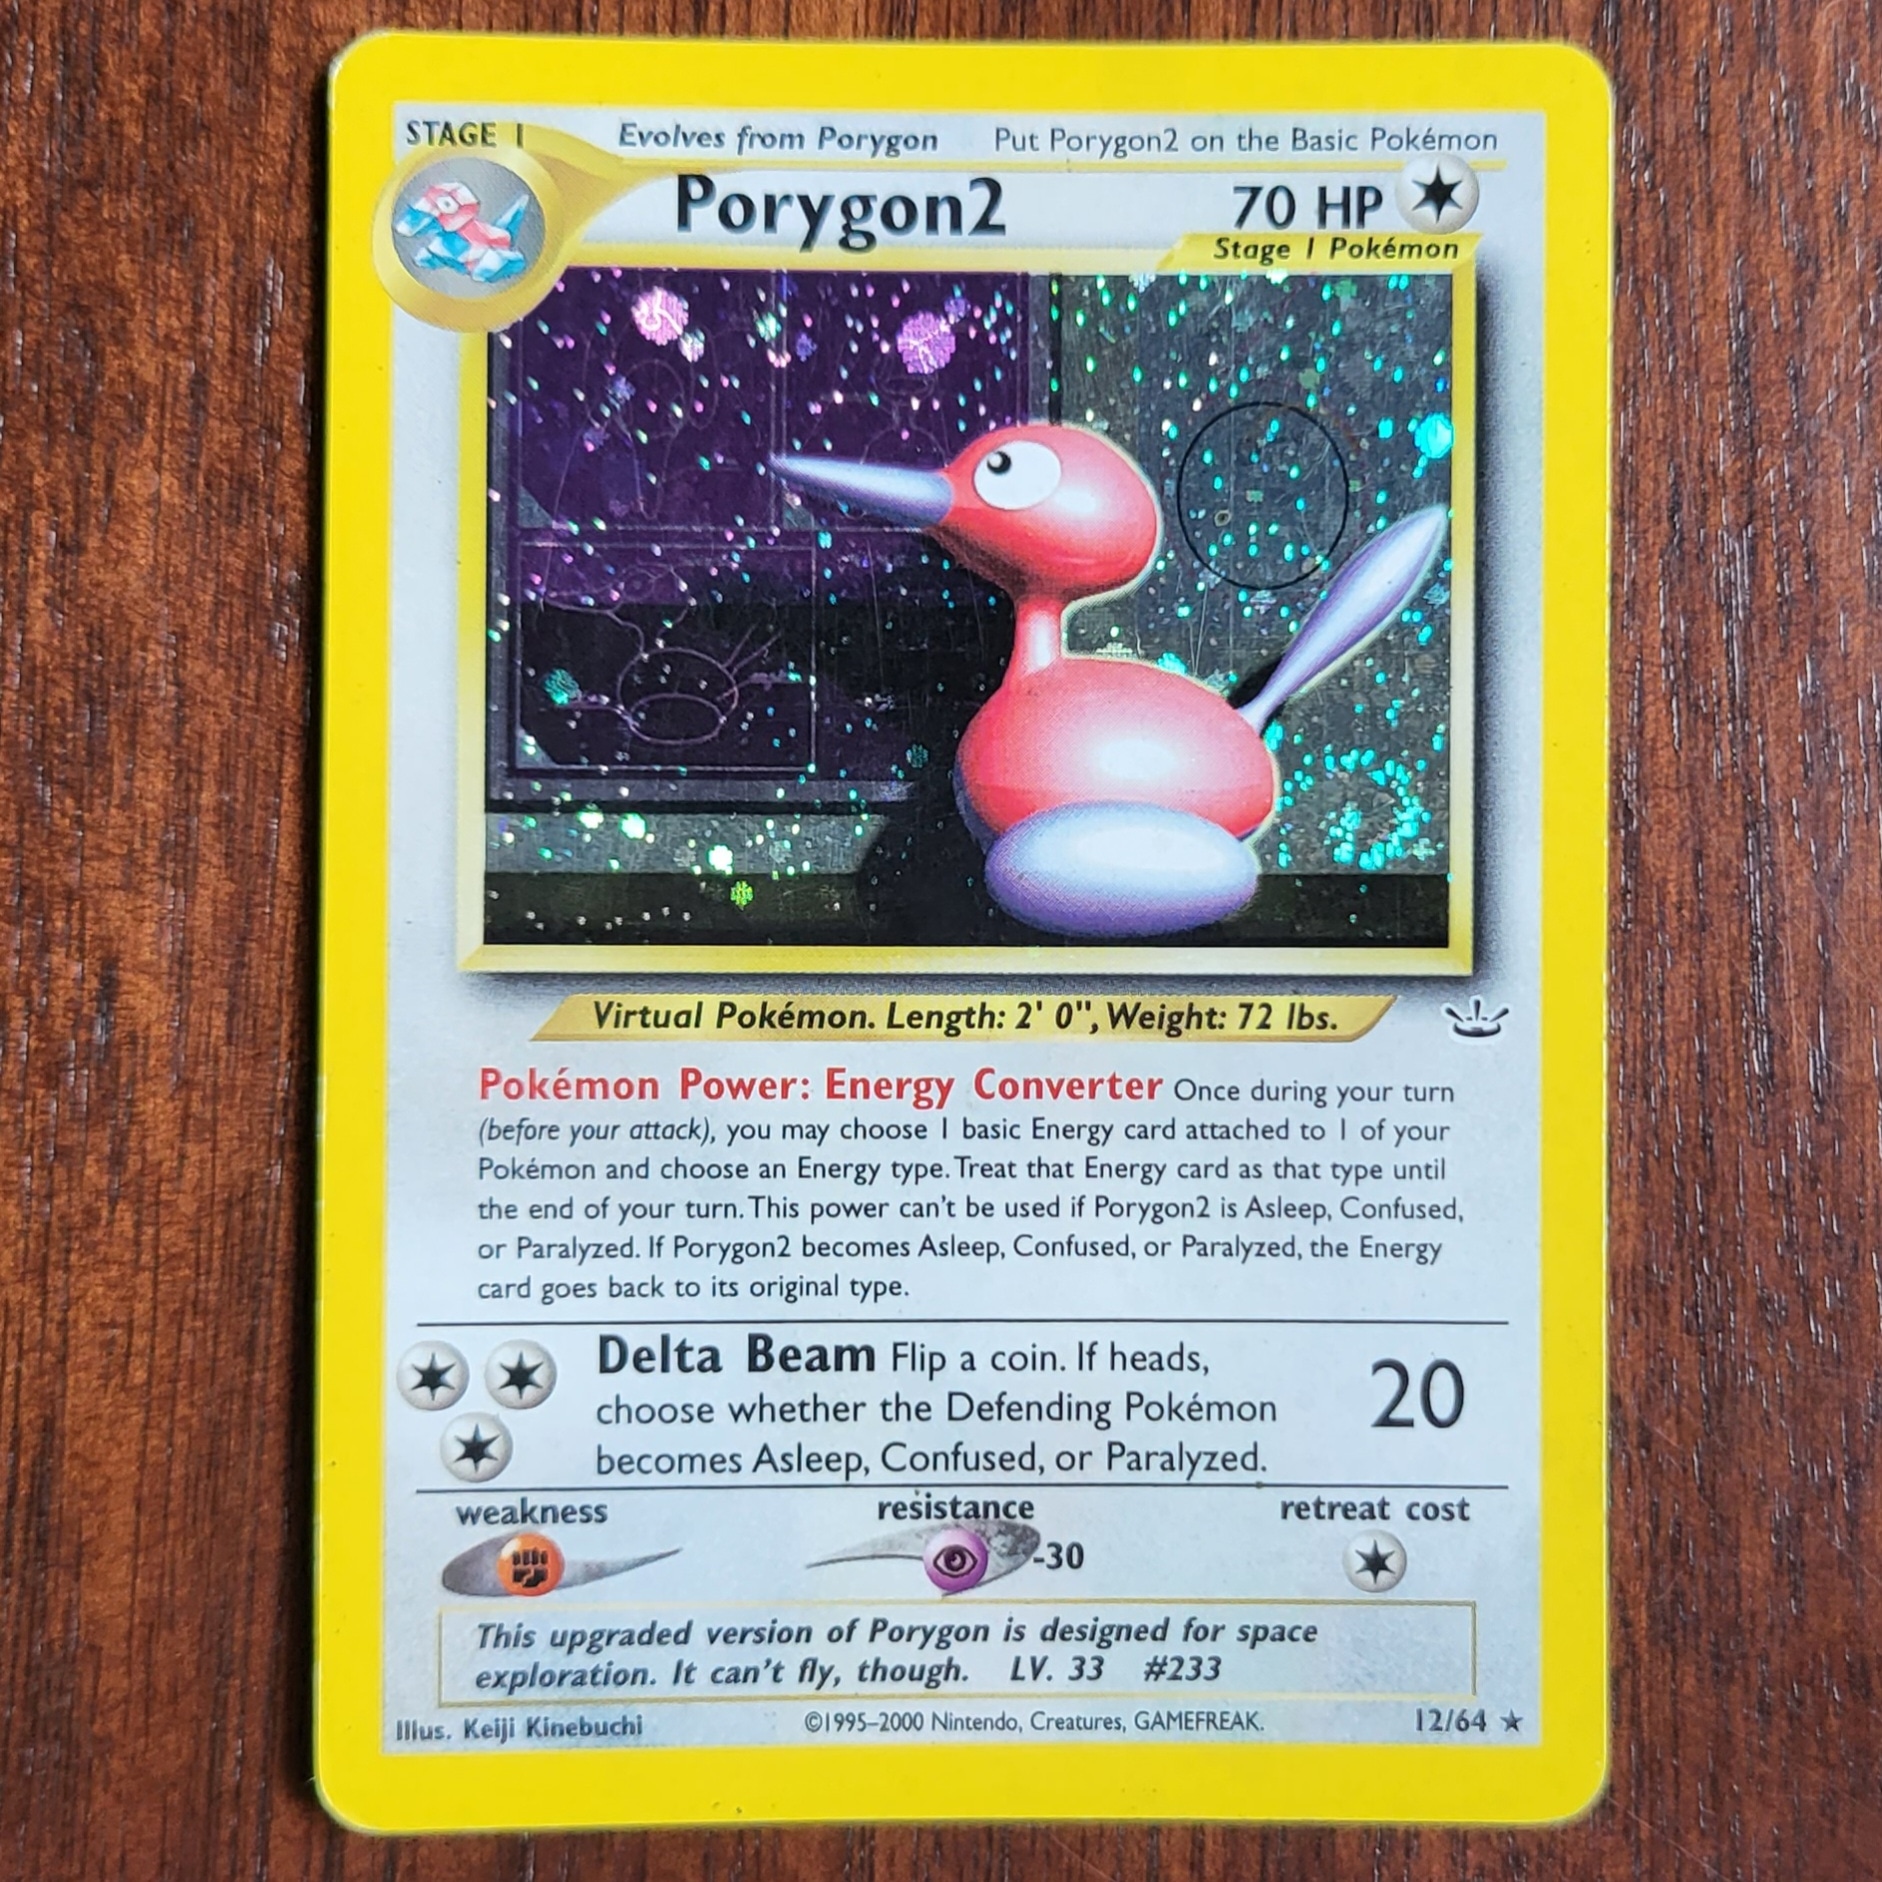 STAGE 1 Evolves from Porygon Put Porygon2 on the Basic Pokémon
Porygon2 70 HP
Stage 1 Pokémon
Virtual Pokémon. Length: 2' 0", Weight: 72 lbs.
Pokémon Power: Energy Converter Once during your turn
(before your attack), you may choose 1 basic Energy card attached to 1 of your
Pokémon and choose an Energy type. Treat that Energy card as that type until
the end of your turn. This power can't be used if Porygon2 is Asleep, Confused,
or Paralyzed. If Porygon2 becomes Asleep, Confused, or Paralyzed, the Energy
card goes back to its original type.
Delta Beam Flip a coin. If heads,
choose whether the Defending Pokémon
becomes Asleep, Confused, or Paralyzed.
20
weakness resistance retreat cost
-30
This upgraded version of Porygon is designed for space
exploration. It can't fly, though. LV. 33 #233
Illus. Keiji Kinebuchi ©1995–2000 Nintendo, Creatures, GAMEFREAK. 12/64 ★